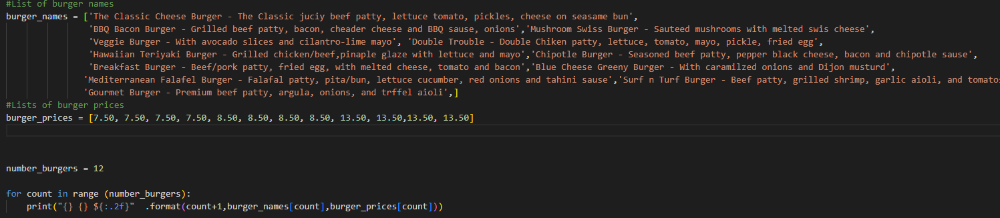 #List of burger names
burger_names = ['The Classic Cheese Burger - The Classic juciy beef patty, lettuce tomato, pickles, cheese on seasame bun',
'BBQ Bacon Burger - Grilled beef patty, bacon, cheader cheese and BBQ sause, onions','Mushroom Swiss Burger - Sauteed mushrooms with melted swis cheese',
'Veggie Burger - With avocado slices and cilantro-lime mayo', 'Double Trouble - Double Chiken patty, lettuce, tomato, mayo, pickle, fried egg',
'Hawaiian Teriyaki Burger - Grilled chicken/beef,pinaple glaze with lettuce and mayo','Chipotle Burger - Seasoned beef patty, pepper black cheese, bacon and chipotle sause',
'Breakfast Burger - Beef/pork patty, fried egg, with melted cheese, tomato and bacon','Blue Cheese Greeny Burger - With caramilzed onions and Dijon musturd',
'Mediterranean Falafel Burger - Falafal patty, pita/bun, lettuce cucumber, red onions and tahini sause','Surf n Turf Burger - Beef patty, grilled shrimp, garlic aioli, and tomatos
'Gourmet Burger - Premium beef patty, argula, onions, and trffel aioli',]
#Lists of burger prices
burger_prices = [7.50, 7.50, 7.50, 7.50, 8.50, 8.50, 8.50, 8.50, 13.50, 13.50,13.50, 13.50]
number_burgers = 12
for count in range (number_burgers):
print("{} {} ${:.2f}" .format(count+1,burger_names[count],burger_prices[count]))